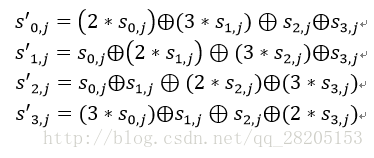 s'₀,ⱼ = (2 * s₀,ⱼ)⊕(3 * s₁,ⱼ) ⊕ s₂,ⱼ⊕s₃,ⱼ↵
s'₁,ⱼ = s₀,ⱼ⊕(2 * s₁,ⱼ) ⊕ (3 * s₂,ⱼ)⊕s₃,ⱼ↵
s'₂,ⱼ = s₀,ⱼ⊕s₁,ⱼ ⊕ (2 * s₂,ⱼ)⊕(3 * s₃,ⱼ)↵
s'₃,ⱼ = (3 * s₀,ⱼ)⊕s₁,ⱼ ⊕ s₂,ⱼ⊕(2 * s₃,ⱼ)↵
http://blog.csdn.net/qq_28205153